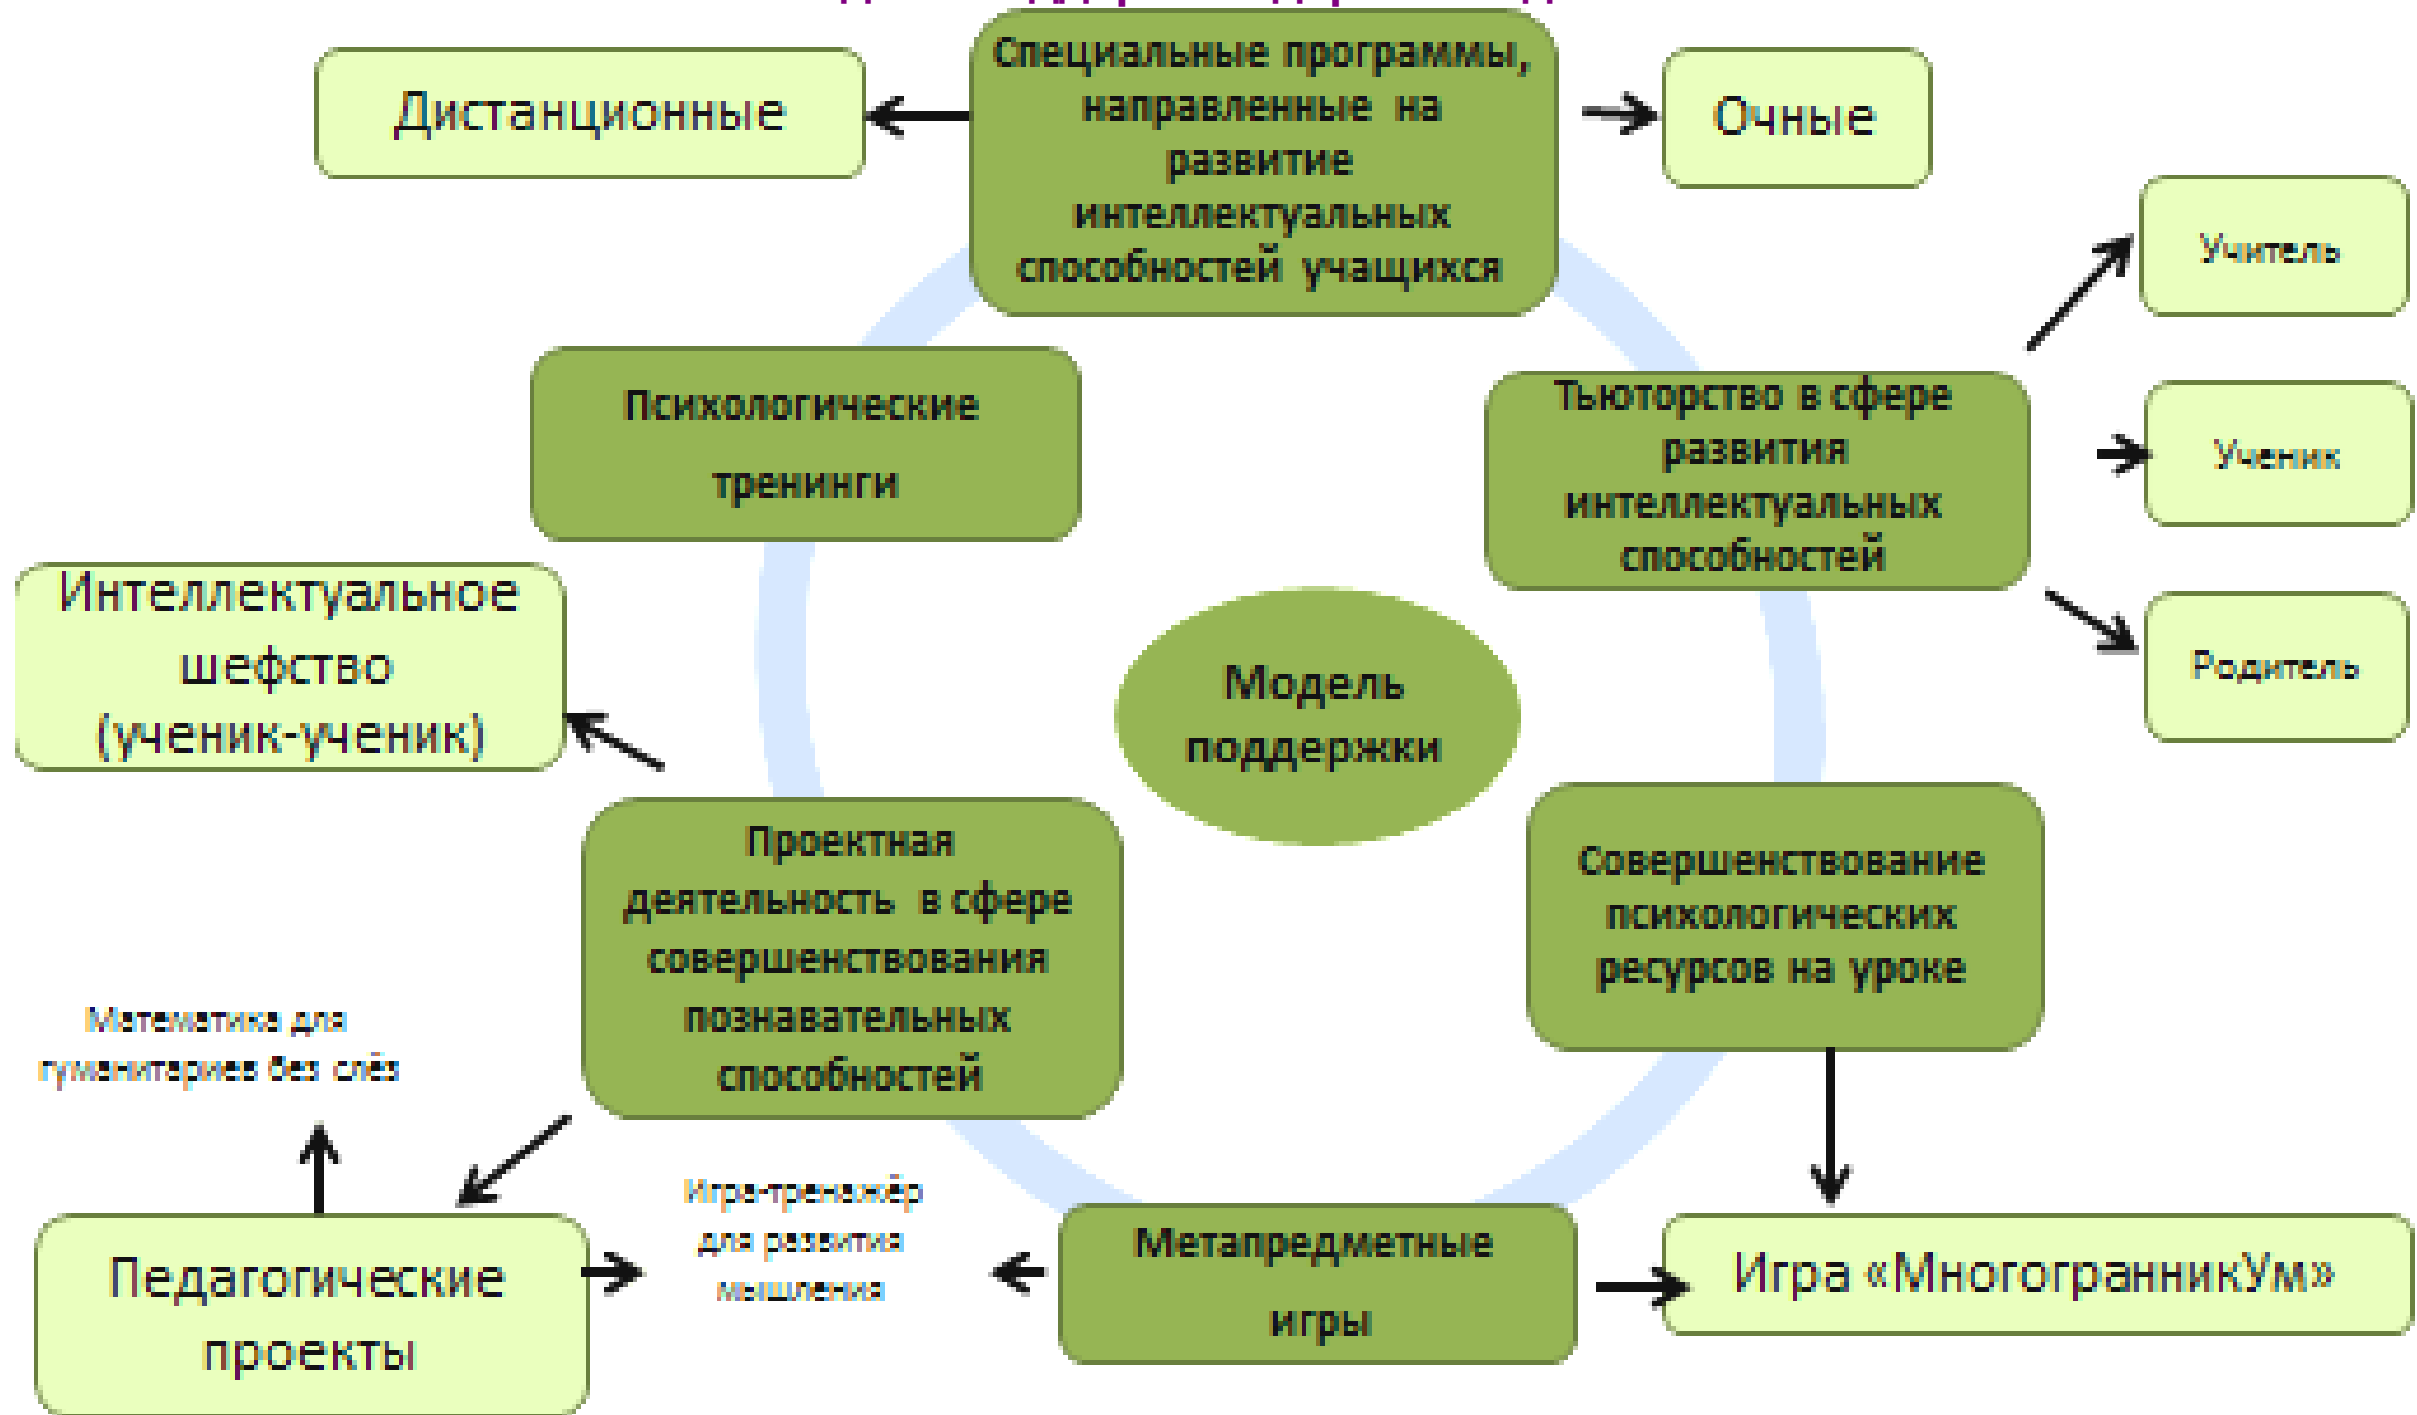 Специальные программы,
направленные на
развитие
интеллектуальных
способностей учащихся
Дистанционные
Очные
Учитель
Ученик
Родитель
Тьюторство в сфере
развития
интеллектуальных
способностей
Психологические
тренинги
Интеллектуальное
шефство
(ученик-ученик)
Модель
поддержки
Проектная
деятельность в сфере
совершенствования
познавательных
способностей
Совершенствование
психологических
ресурсов на уроке
Математика для
гуманитариев без слёз
Игра-тренажёр
для развития
мышления
Педагогические
проекты
Метапредметные
игры
Игра «МногогранникУм»